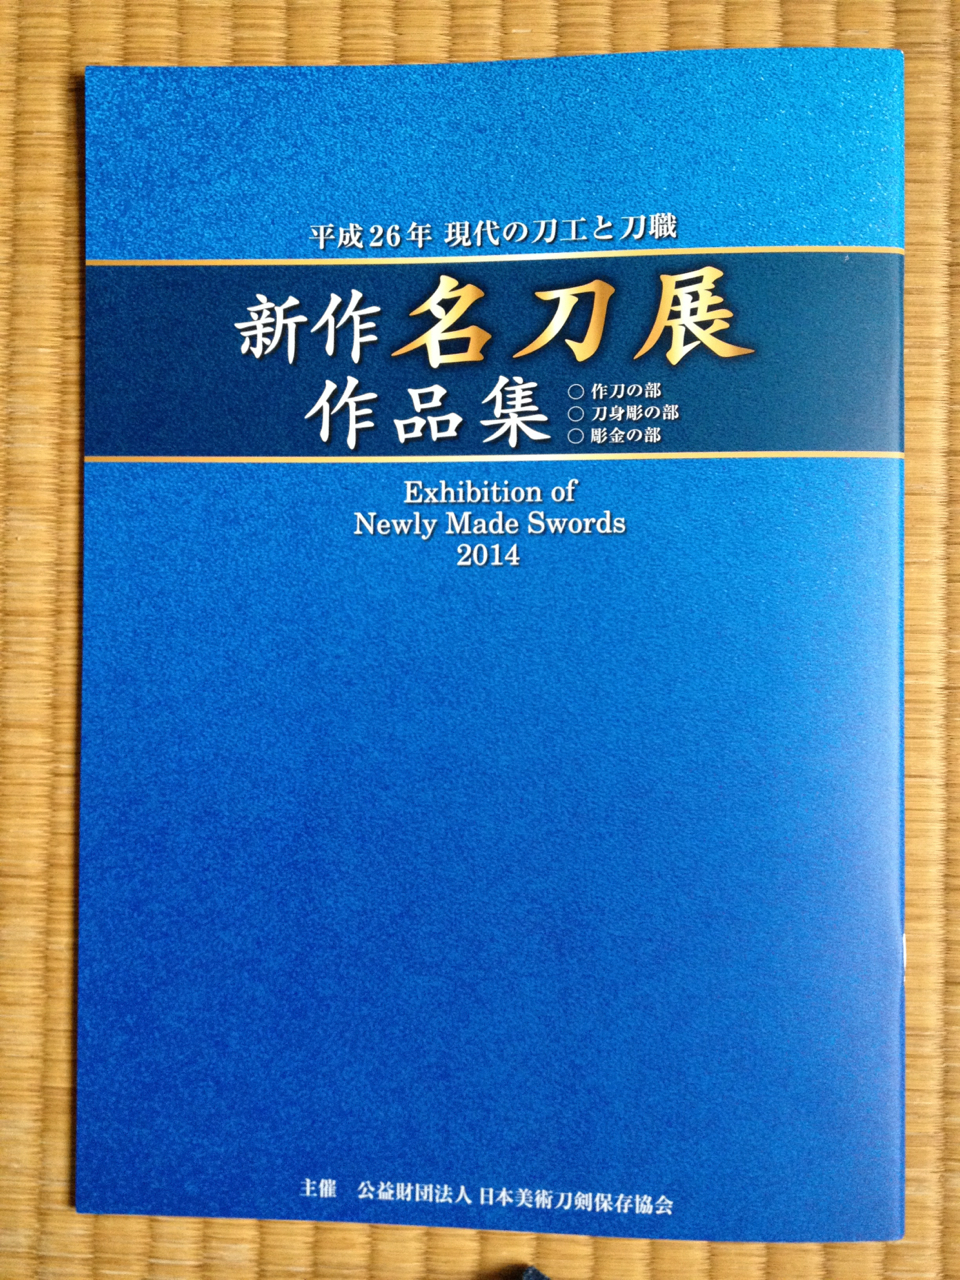 平成26年 現代の刀工と刀職
新作名刀展
作品集
○ 作刀の部
○ 刀身彫の部
○ 彫金の部
Exhibition of
Newly Made Swords
2014
主催 公益財団法人 日本美術刀剣保存協会